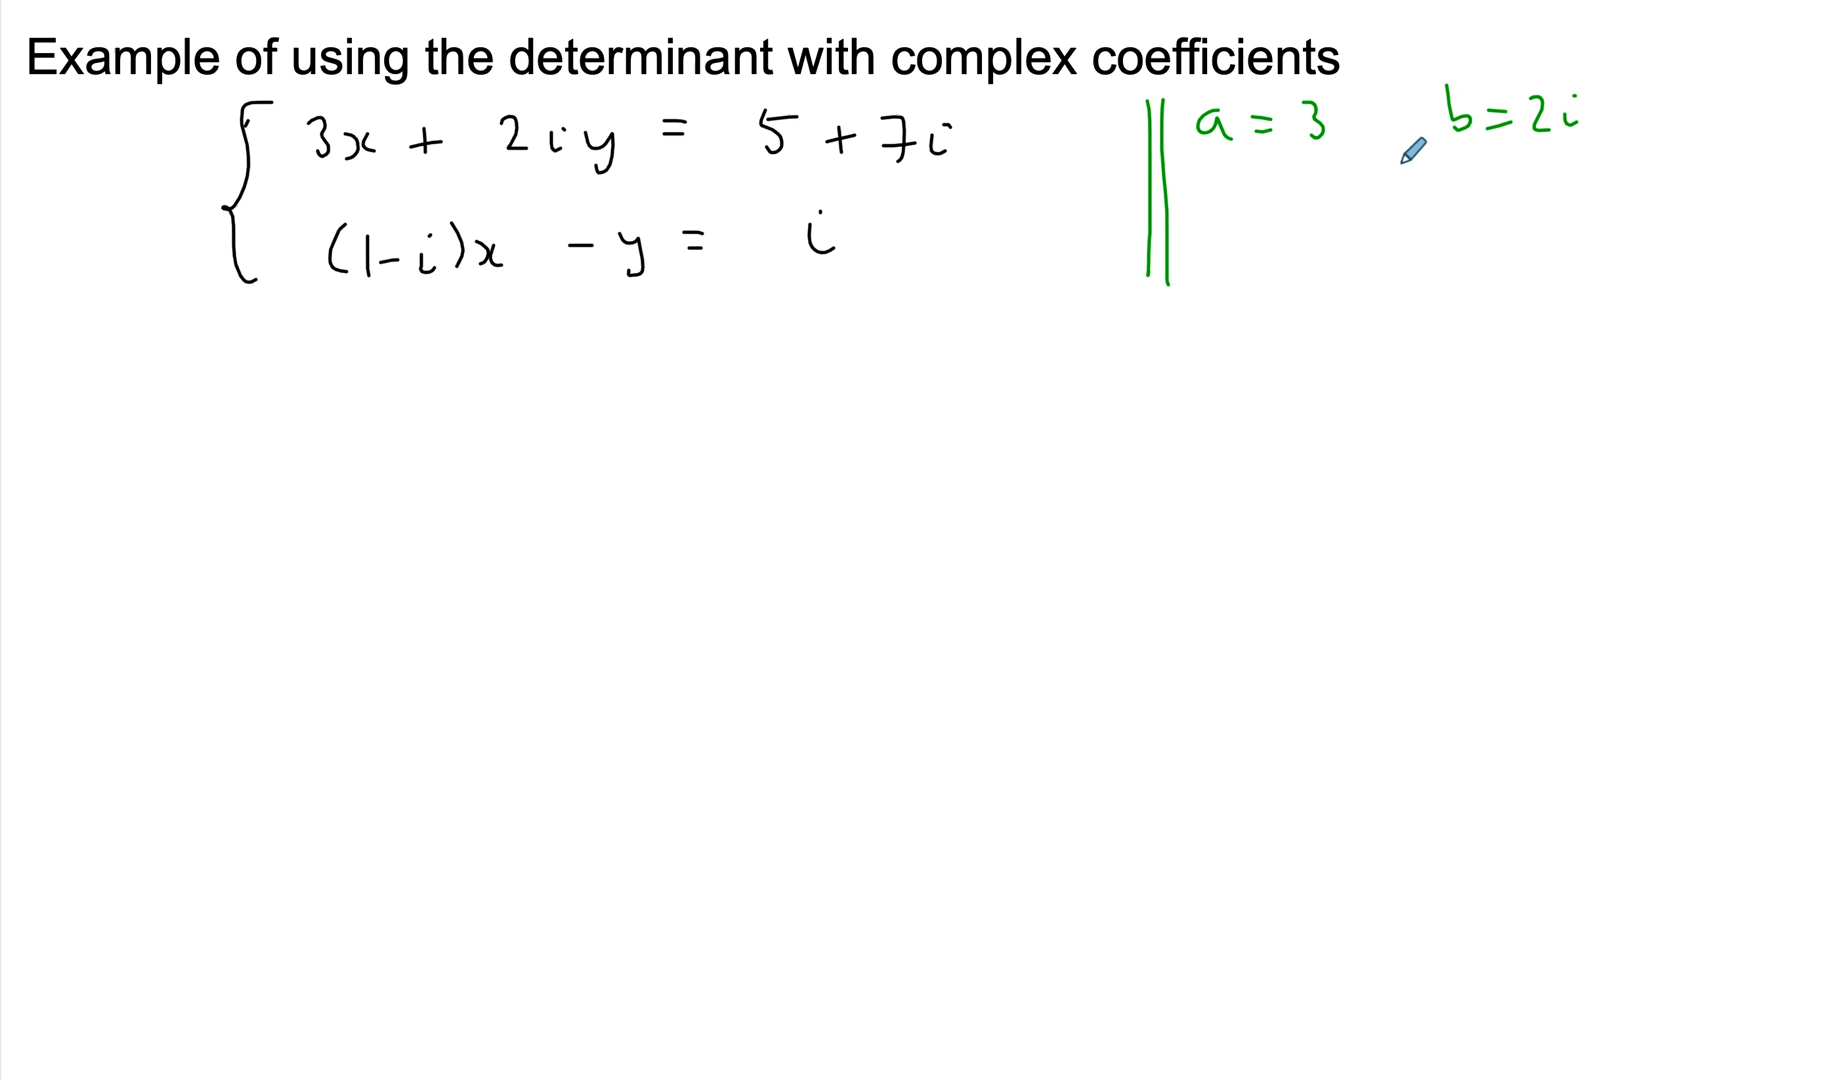 Example of using the determinant with complex coefficients
3x + 2iy = 5 + 7i a = 3 b = 2i
(1-i)x - y = i